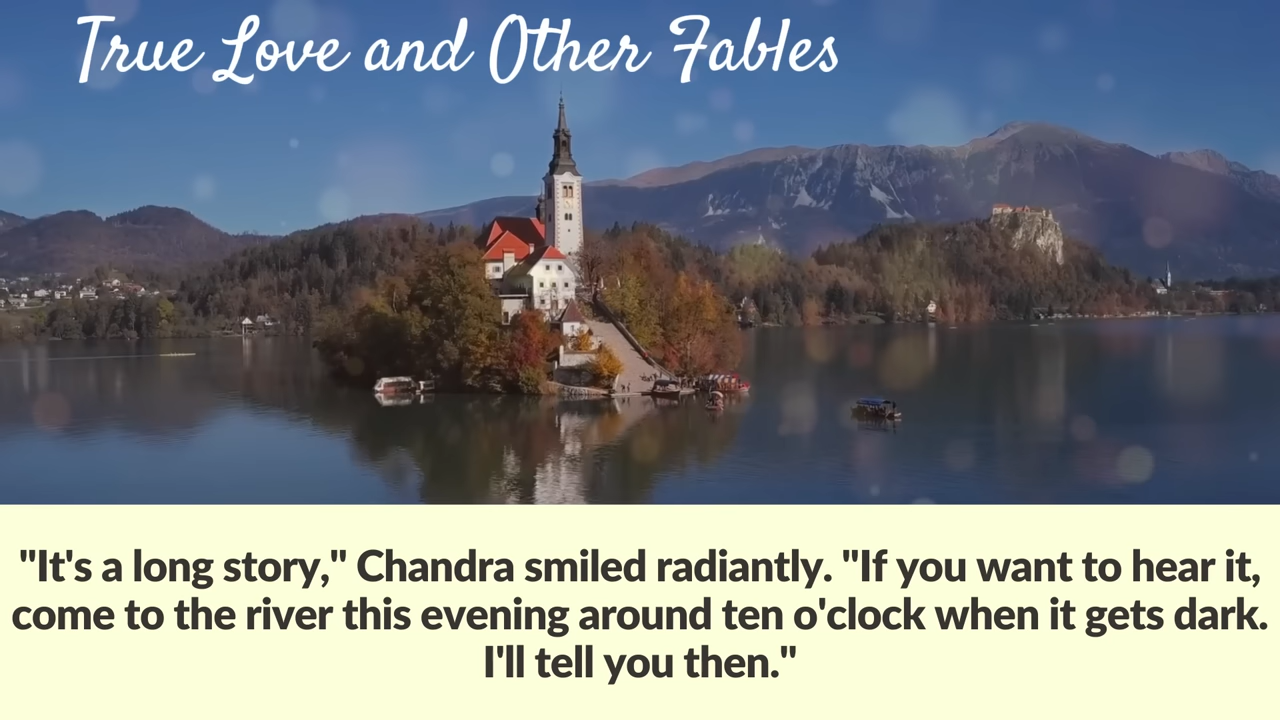 True Love and Other Fables
"It's a long story," Chandra smiled radiantly. "If you want to hear it,
come to the river this evening around ten o'clock when it gets dark.
I'll tell you then."